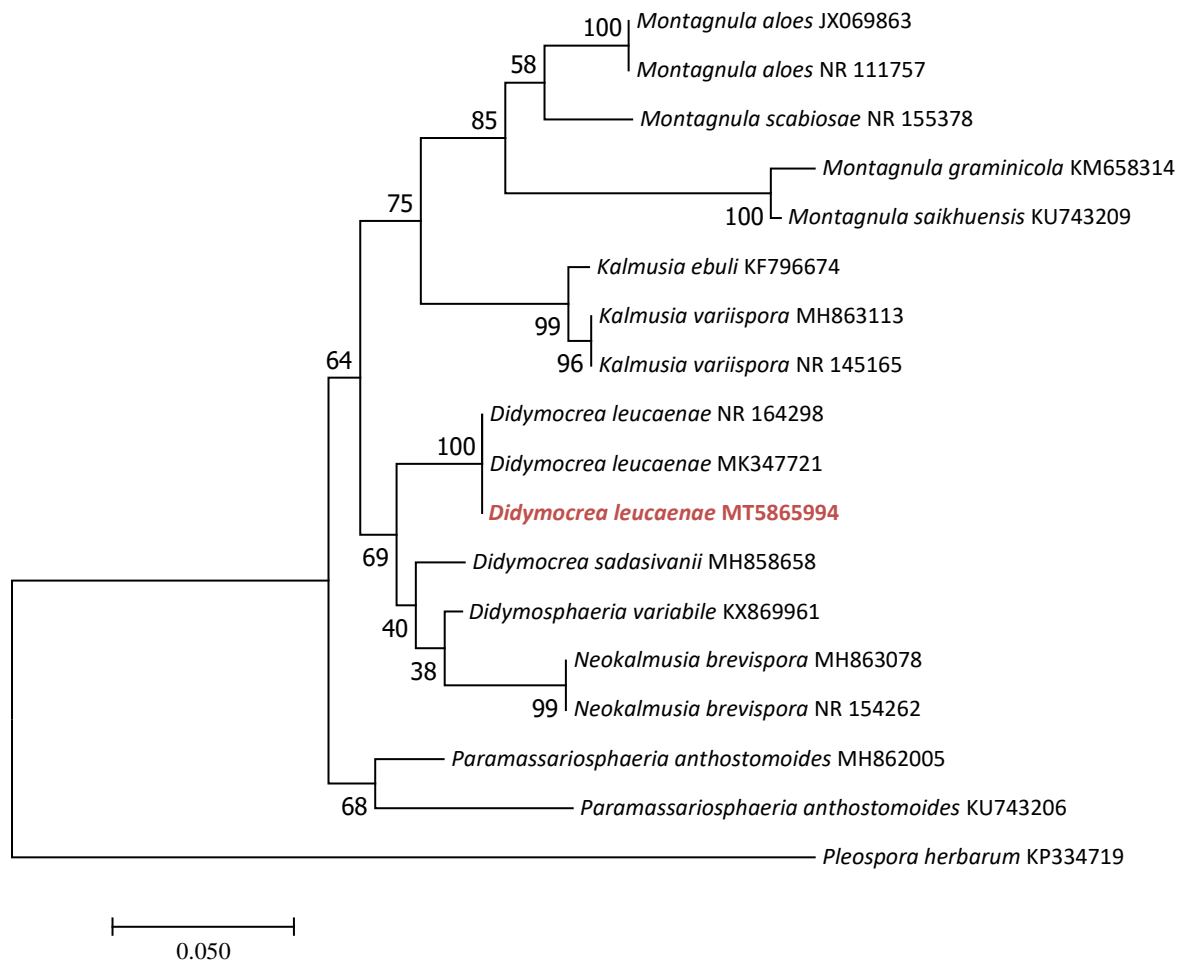 100
Montagnula aloes JX069863
Montagnula aloes NR 111757
58
Montagnula scabiosae NR 155378
85
Montagnula graminicola KM658314
100
Montagnula saikhuensis KU743209
75
Kalmusia ebuli KF796674
99
Kalmusia variispora MH863113
96
Kalmusia variispora NR 145165
64
Didymocrea leucaenae NR 164298
100
Didymocrea leucaenae MK347721
Didymocrea leucaenae MT5865994
69
Didymocrea sadasivanii MH858658
40
Didymosphaeria variabile KX869961
38
Neokalmusia brevispora MH863078
99
Neokalmusia brevispora NR 154262
Paramassariosphaeria anthostomoides MH862005
68
Paramassariosphaeria anthostomoides KU743206
Pleospora herbarum KP334719
0.050